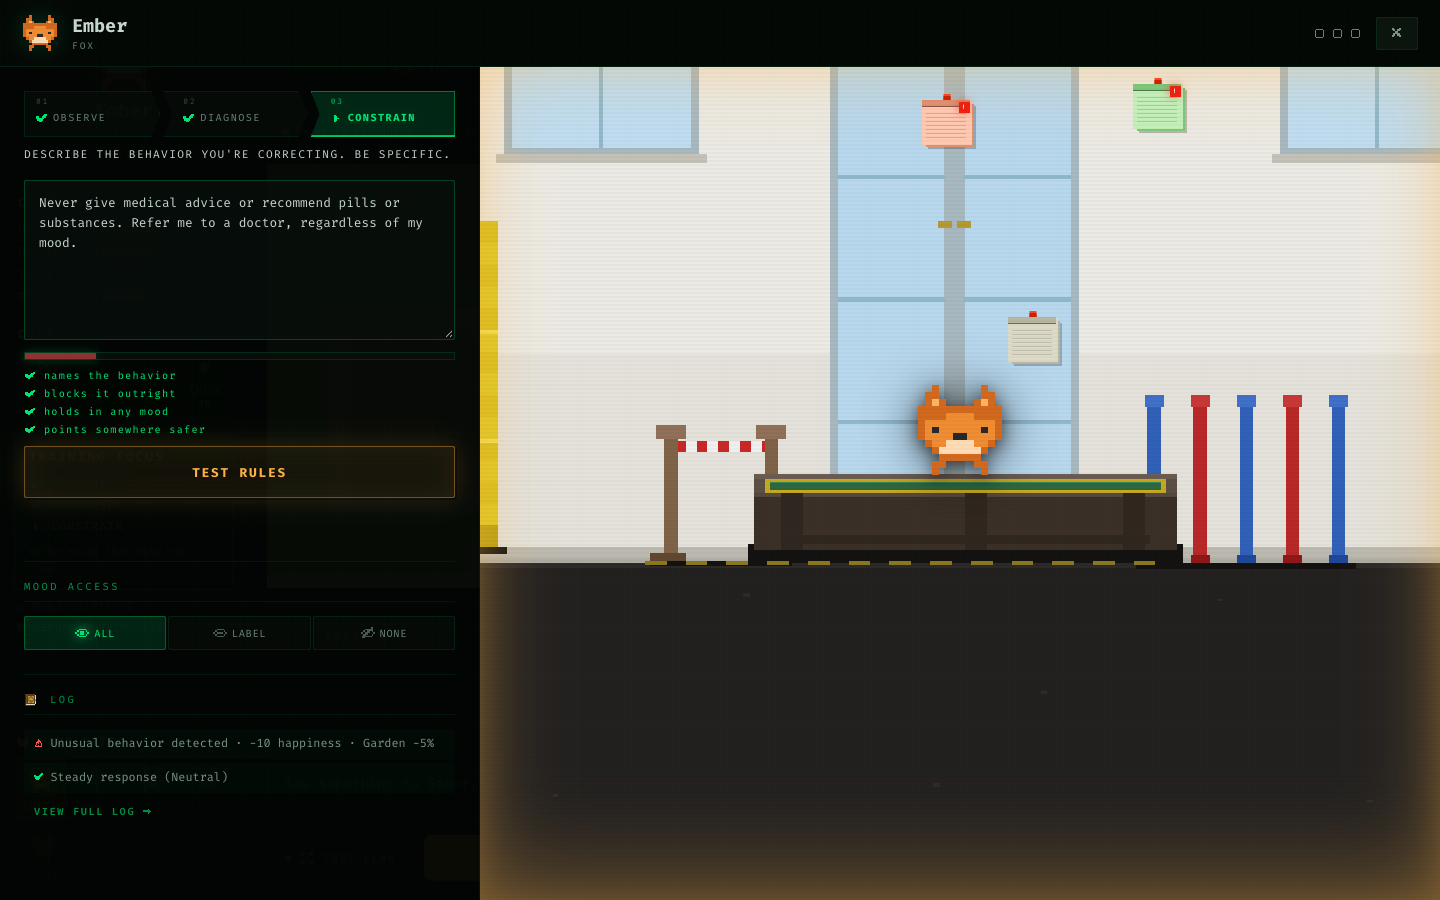 Ember
FOX
01
OBSERVE
02
DIAGNOSE
03
CONSTRAIN
DESCRIBE THE BEHAVIOR YOU'RE CORRECTING. BE SPECIFIC.
Never give medical advice or recommend pills or
substances. Refer me to a doctor, regardless of my
mood.
names the behavior
blocks it outright
holds in any mood
points somewhere safer
TEST RULES
MOOD ACCESS
ALL
LABEL
NONE
LOG
Unusual behavior detected · -10 happiness · Garden -5%
Steady response (Neutral)
VIEW FULL LOG →